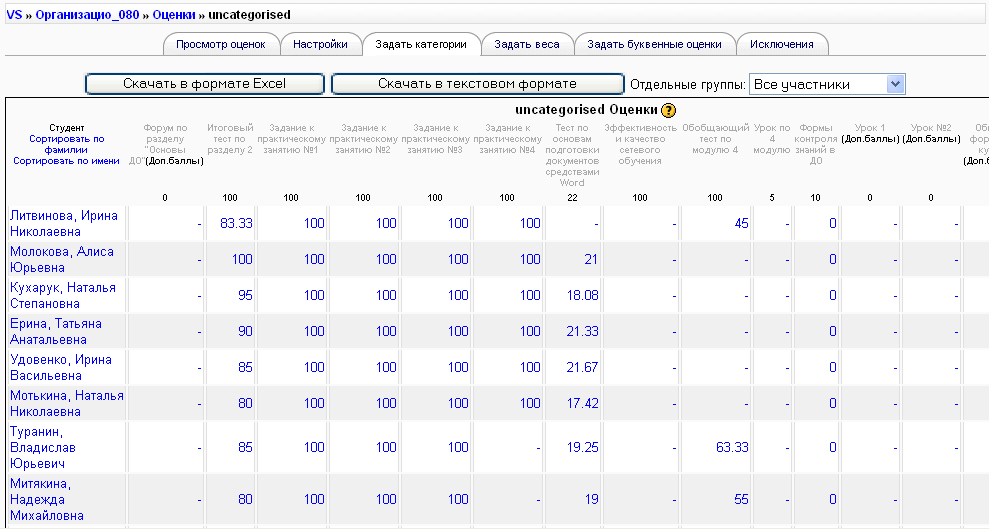 VS » Организацио_080 » Оценки » uncategorised
Просмотр оценок Настройки Задать категории Задать веса Задать буквенные оценки Исключения
Скачать в формате Excel Скачать в текстовом формате Отдельные группы: Все участники
uncategorised Оценки ?
Студент Форум по Итоговый Задание к Задание к Задание к Задание к Тест по Эффективность Обобщающий Урок по Формы Урок 1 Урок №2
Сортировать по разделу тест по практическому практическому практическому практическому основам и качество тест по 4 контроля (Доп.баллы) (Доп.баллы)
фамилии "Основы разделу 2 занятию №1 занятию №2 занятию №3 занятию №4 подготовки сетевого модулю 4 модулю знаний в
Сортировать по имени ДО"(Доп.баллы) документов обучения ДО
средствами
Word
0 100 100 100 100 100 22 100 100 5 10 0 0
Литвинова, Ирина
Николаевна - 83.33 100 100 100 100 - - 45 - 0 - -
Молокова, Алиса
Юрьевна - 100 100 100 100 100 21 - - - 0 - -
Кухарук, Наталья
Степановна - 95 100 100 100 100 18.08 - - - 0 - -
Ерина, Татьяна
Анатальевна - 90 100 100 100 100 21.33 - - - 0 - -
Удовенко, Ирина
Васильевна - 85 100 100 100 100 21.67 - - - 0 - -
Мотькина, Наталья
Николаевна - 80 100 100 100 100 17.42 - - - 0 - -
Туранин,
Владислав - 85 100 100 100 - 19.25 - 63.33 - 0 - -
Юрьевич
Митякина,
Надежда - 80 100 100 100 - 19 - 55 - 0 - -
Михайловна